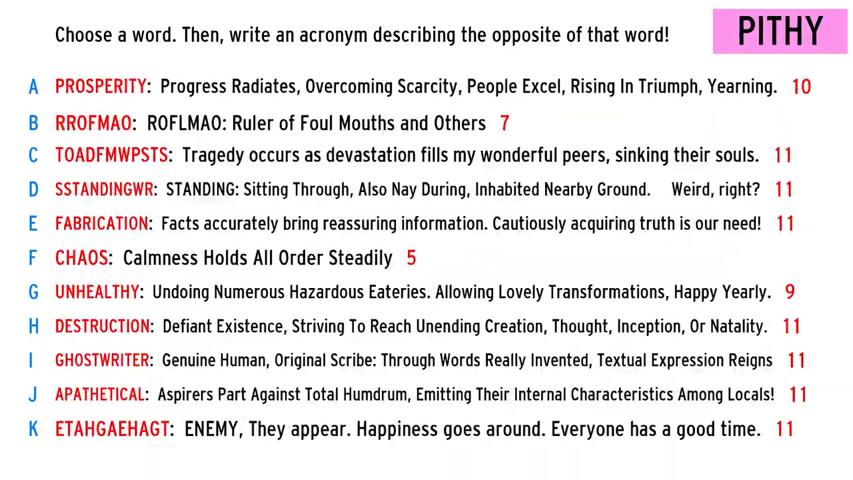 Choose a word. Then, write an acronym describing the opposite of that word!
PITHY
A PROSPERITY: Progress Radiates, Overcoming Scarcity, People Excel, Rising In Triumph, Yearning. 10
B RROFMAO: ROFLMAO: Ruler of Foul Mouths and Others 7
C TOADFMWPSTS: Tragedy occurs as devastation fills my wonderful peers, sinking their souls. 11
D SSTANDINGWR: STANDING: Sitting Through, Also Nay During, Inhabited Nearby Ground. Weird, right? 11
E FABRICATION: Facts accurately bring reassuring information. Cautiously acquiring truth is our need! 11
F CHAOS: Calmness Holds All Order Steadily 5
G UNHEALTHY: Undoing Numerous Hazardous Eateries. Allowing Lovely Transformations, Happy Yearly. 9
H DESTRUCTION: Defiant Existence, Striving To Reach Unending Creation, Thought, Inception, Or Natality. 11
I GHOSTWRITER: Genuine Human, Original Scribe: Through Words Really Invented, Textual Expression Reigns 11
J APATHETICAL: Aspirers Part Against Total Humdrum, Emitting Their Internal Characteristics Among Locals! 11
K ETAHGAEHAGT: ENEMY, They appear. Happiness goes around. Everyone has a good time. 11